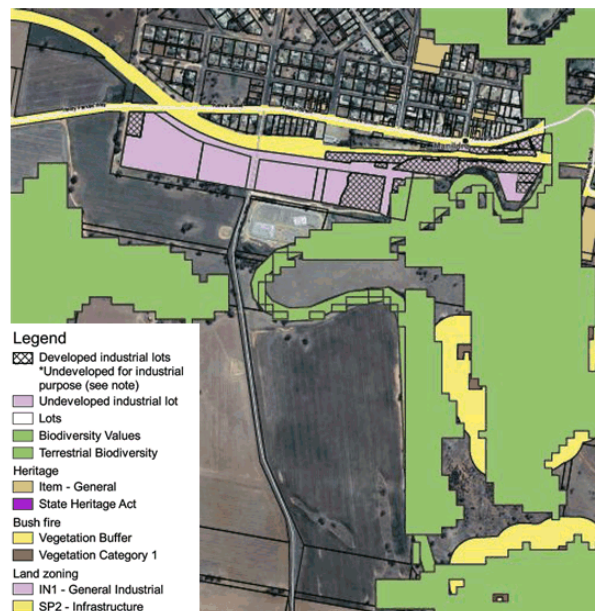 Legend
Developed industrial lots
*Undeveloped for industrial
purpose (see note)
Undeveloped industrial lot
Lots
Biodiversity Values
Terrestrial Biodiversity
Heritage
Item - General
State Heritage Act
Bush fire
Vegetation Buffer
Vegetation Category 1
Land zoning
IN1 - General Industrial
SP2 - Infrastructure